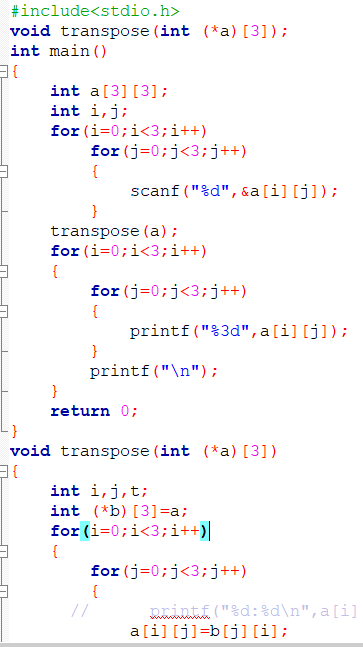 #include<stdio.h>
void transpose(int (*a)[3]);
int main()
{
    int a[3][3];
    int i,j;
    for(i=0;i<3;i++)
        for(j=0;j<3;j++)
        {
            scanf("%d",&a[i][j]);
        }
    transpose(a);
    for(i=0;i<3;i++)
    {
        for(j=0;j<3;j++)
        {
            printf("%3d",a[i][j]);
        }
        printf("\n");
    }
    return 0;
}
void transpose(int (*a)[3])
{
    int i,j,t;
    int (*b)[3]=a;
    for(i=0;i<3;i++)
    {
        for(j=0;j<3;j++)
        {
      //      printf("%d:%d\n",a[i]
            a[i][j]=b[j][i];